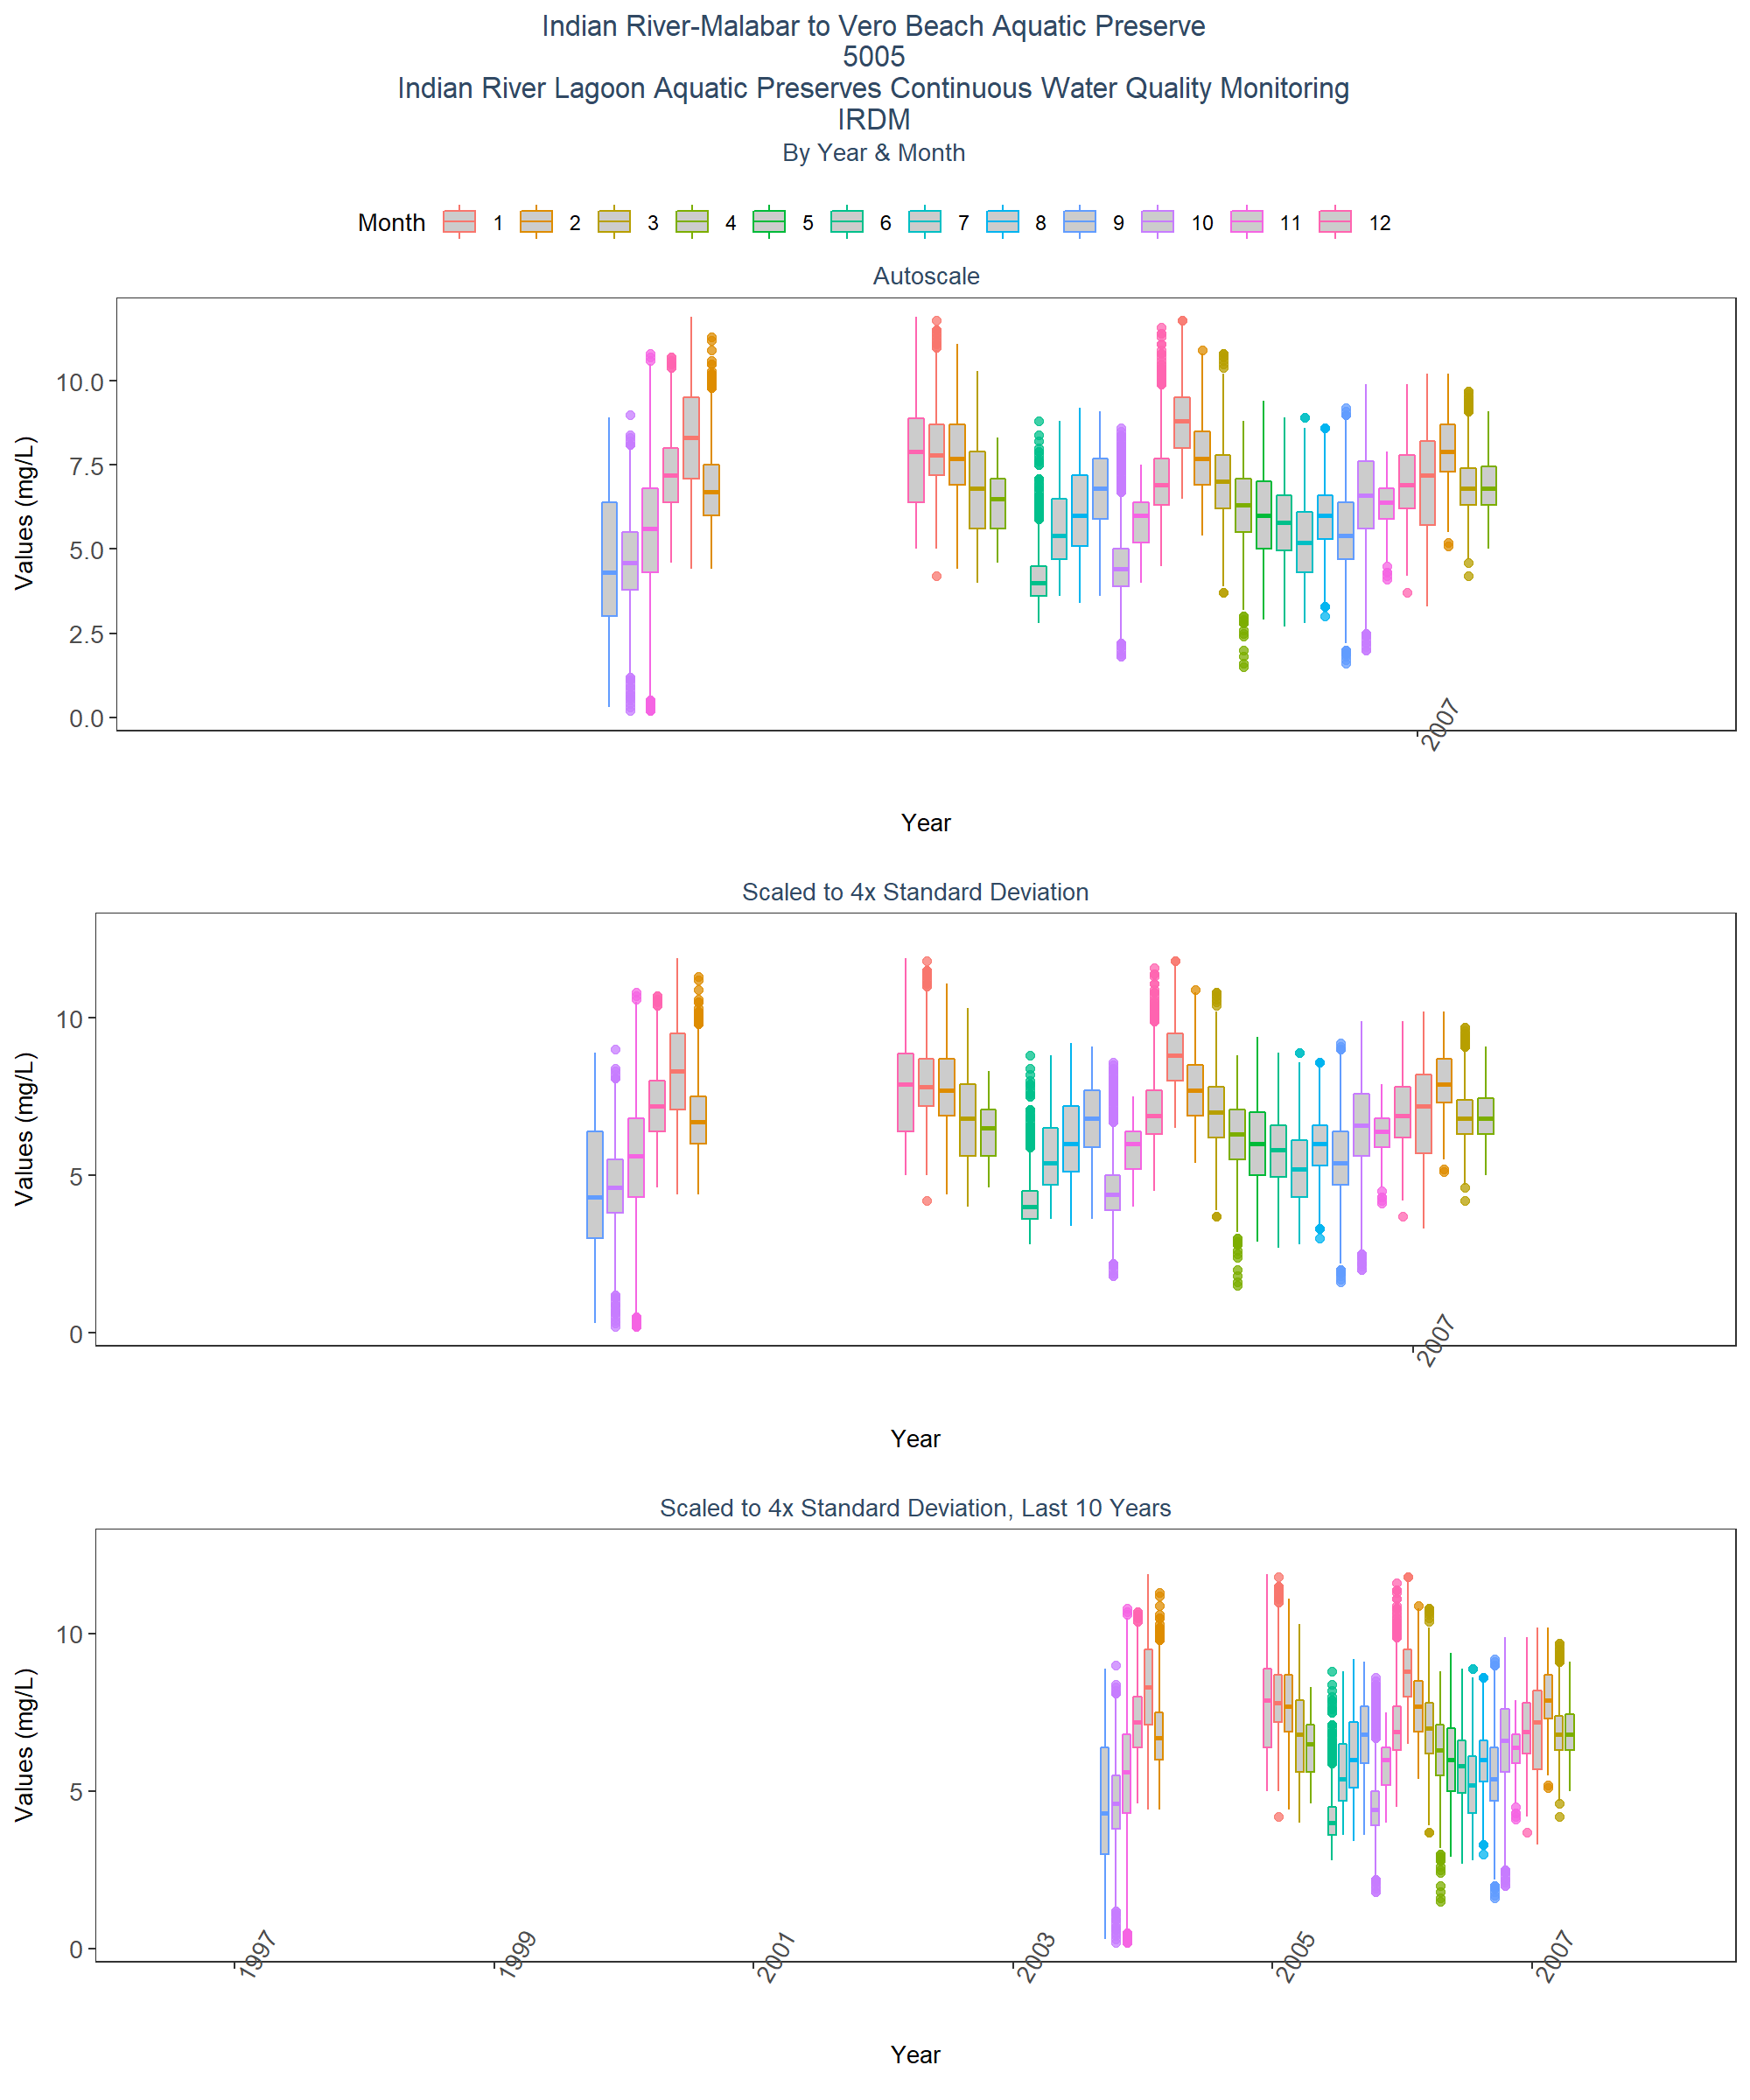 Indian River-Malabar to Vero Beach Aquatic Preserve
5005
Indian River Lagoon Aquatic Preserves Continuous Water Quality Monitoring
IRDM
By Year & Month
Month 1 2 3 4 5 6 7 8 9 10 11 12
Autoscale
Values (mg/L)
10.0
7.5
5.0
2.5
0.0
2007
Year
Scaled to 4x Standard Deviation
Values (mg/L)
10
5
0
2007
Year
Scaled to 4x Standard Deviation, Last 10 Years
Values (mg/L)
10
5
0
1997 1999 2001 2003 2005 2007
Year